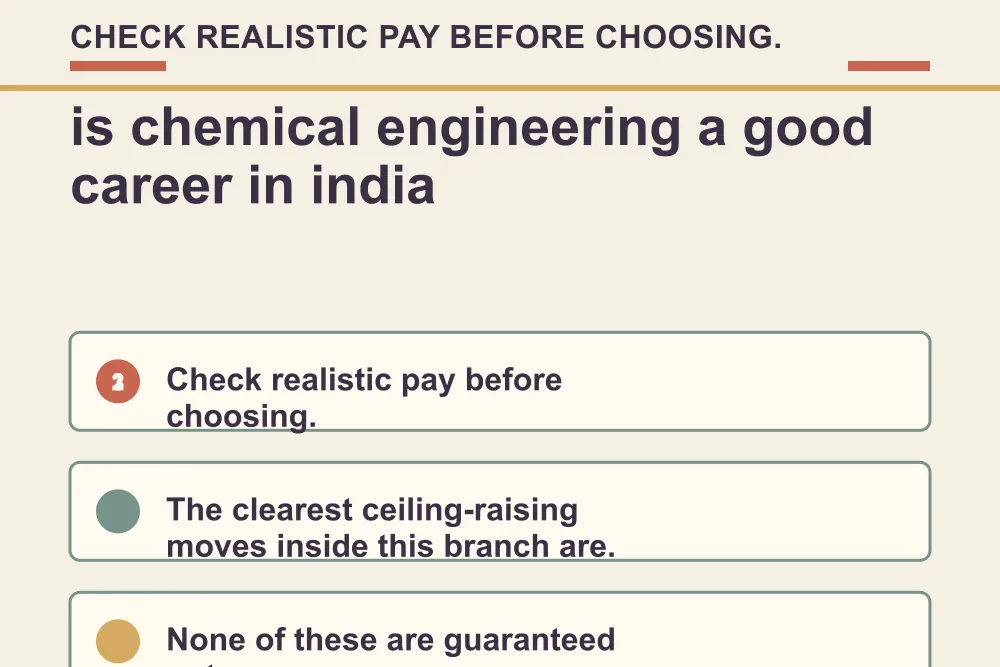 CHECK REALISTIC PAY BEFORE CHOOSING.
is chemical engineering a good
career in india
Check realistic pay before
choosing.
The clearest ceiling-raising
moves inside this branch are.
None of these are guaranteed